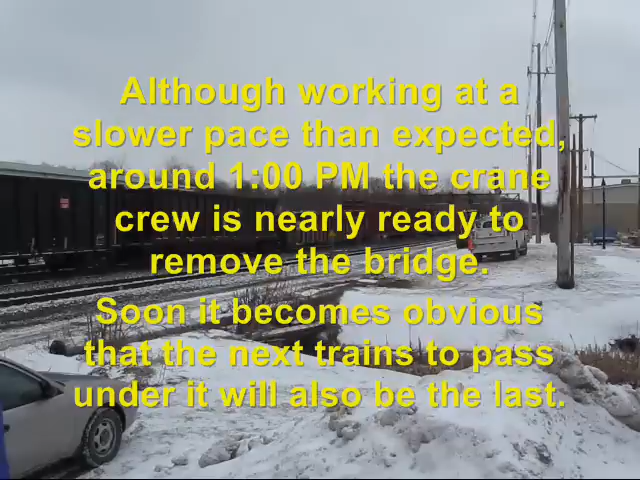 Although working at a
slower pace than expected,
around 1:00 PM the crane
crew is nearly ready to
remove the bridge.
Soon it becomes obvious
that the next trains to pass
under it will also be the last.